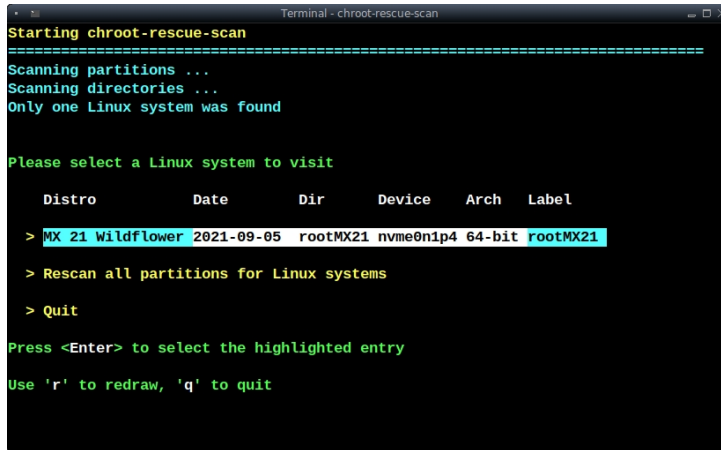 Terminal - chroot-rescue-scan
Starting chroot-rescue-scan
===============================================================================
Scanning partitions ...
Scanning directories ...
Only one Linux system was found
Please select a Linux system to visit
Distro Date Dir Device Arch Label
> MX 21 Wildflower 2021-09-05 rootMX21 nvme0n1p4 64-bit rootMX21
> Rescan all partitions for Linux systems
> Quit
Press <Enter> to select the highlighted entry
Use 'r' to redraw, 'q' to quit